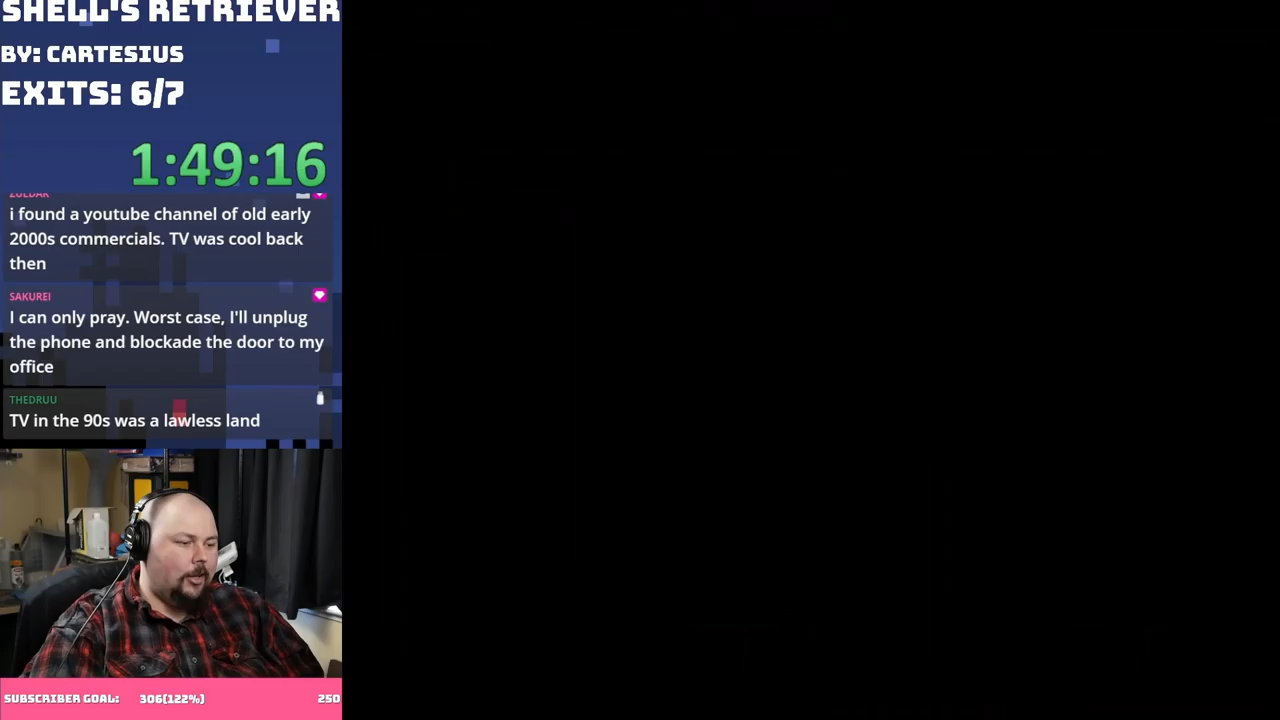 SHELL'S RETRIEVER
BY: CARTESIUS
EXITS: 6/7
1:49:16
ZULDAR
i found a youtube channel of old early
2000s commercials. TV was cool back
then
SAKUREI
I can only pray. Worst case, I'll unplug
the phone and blockade the door to my
office
THEDRUU
TV in the 90s was a lawless land
SUBSCRIBER GOAL: 306(122%) 250